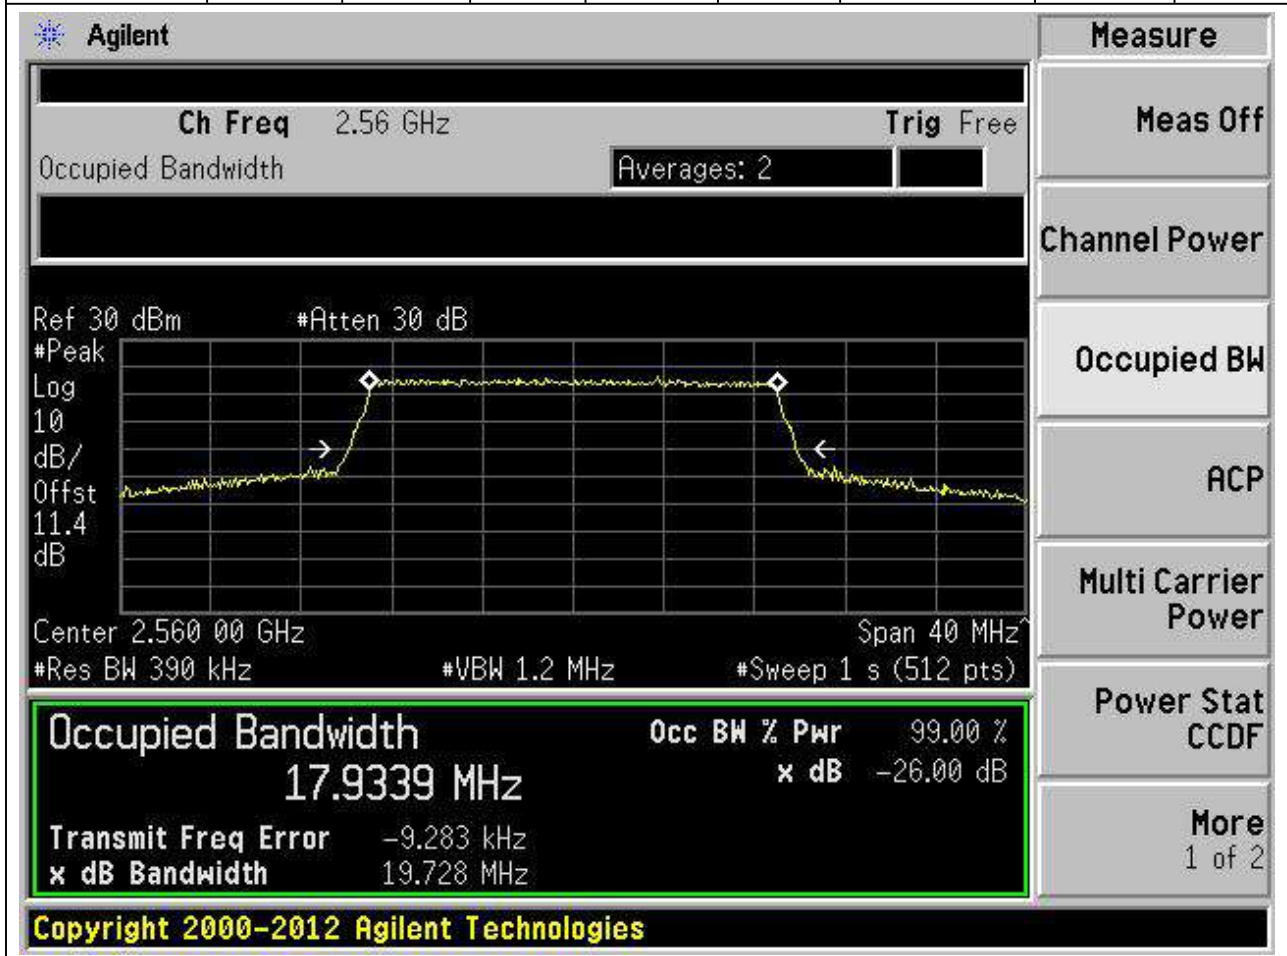 Agilent
Measure
Ch Freq 2.56 GHz Trig Free
Occupied Bandwidth Averages: 2
Meas Off
Channel Power
Occupied BW
ACP
Multi Carrier
Power
Power Stat
CCDF
More
1 of 2
Ref 30 dBm #Atten 30 dB
#Peak
Log
10
dB/
Offst
11.4
dB
Center 2.560 00 GHz Span 40 MHz^
#Res BW 390 kHz #VBW 1.2 MHz #Sweep 1 s (512 pts)
Occupied Bandwidth Occ BW % Pwr 99.00 %
17.9339 MHz x dB -26.00 dB
Transmit Freq Error -9.283 kHz
x dB Bandwidth 19.728 MHz
Copyright 2000-2012 Agilent Technologies